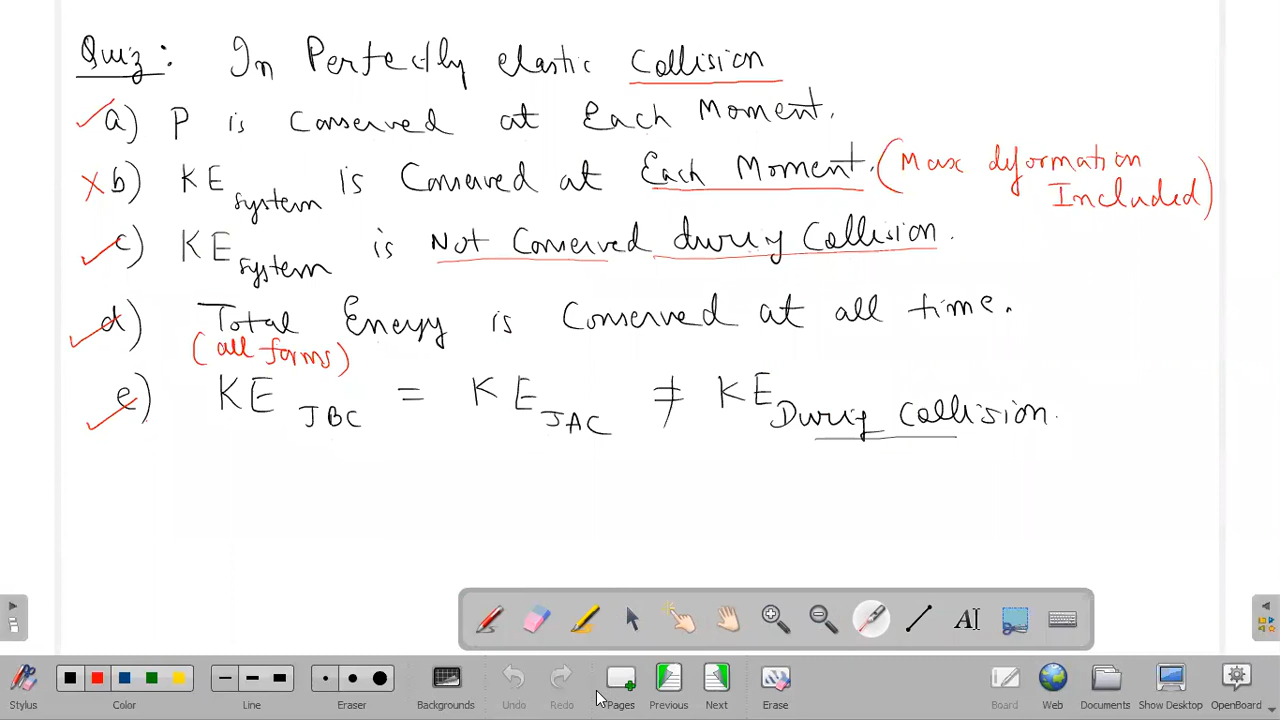 Quiz: In Perfectly elastic Collision
a) P is Conserved at Each Moment.
b) KE system is Conserved at Each Moment. (Max deformation Included)
c) KE system is Not Conserved during Collision.
d) Total Energy is Conserved at all time.
(all forms)
e) KE JBC = KE JAC ≠ KE During Collision.
Stylus
Color
Line
Eraser
Backgrounds
Undo
Redo
Pages
Previous
Next
Erase
Board
Web
Documents
Show Desktop
OpenBoard